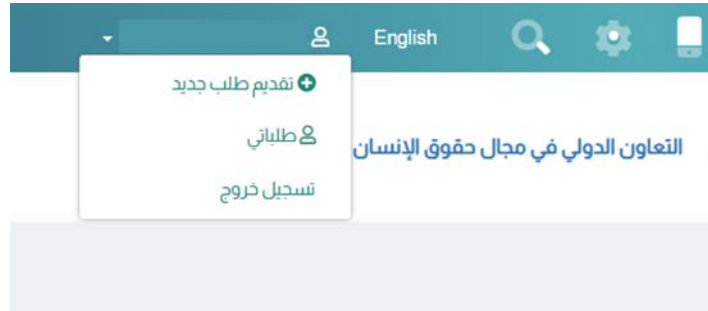 English
تقديم طلب جديد
طلباتي
تسجيل خروج
التعاون الدولي في مجال حقوق الإنسان